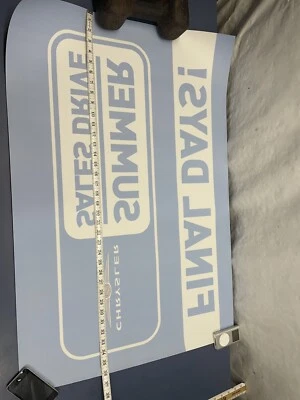 FINAL DAYS!
CHRYSLER
SUMMER
SALES DRIVE